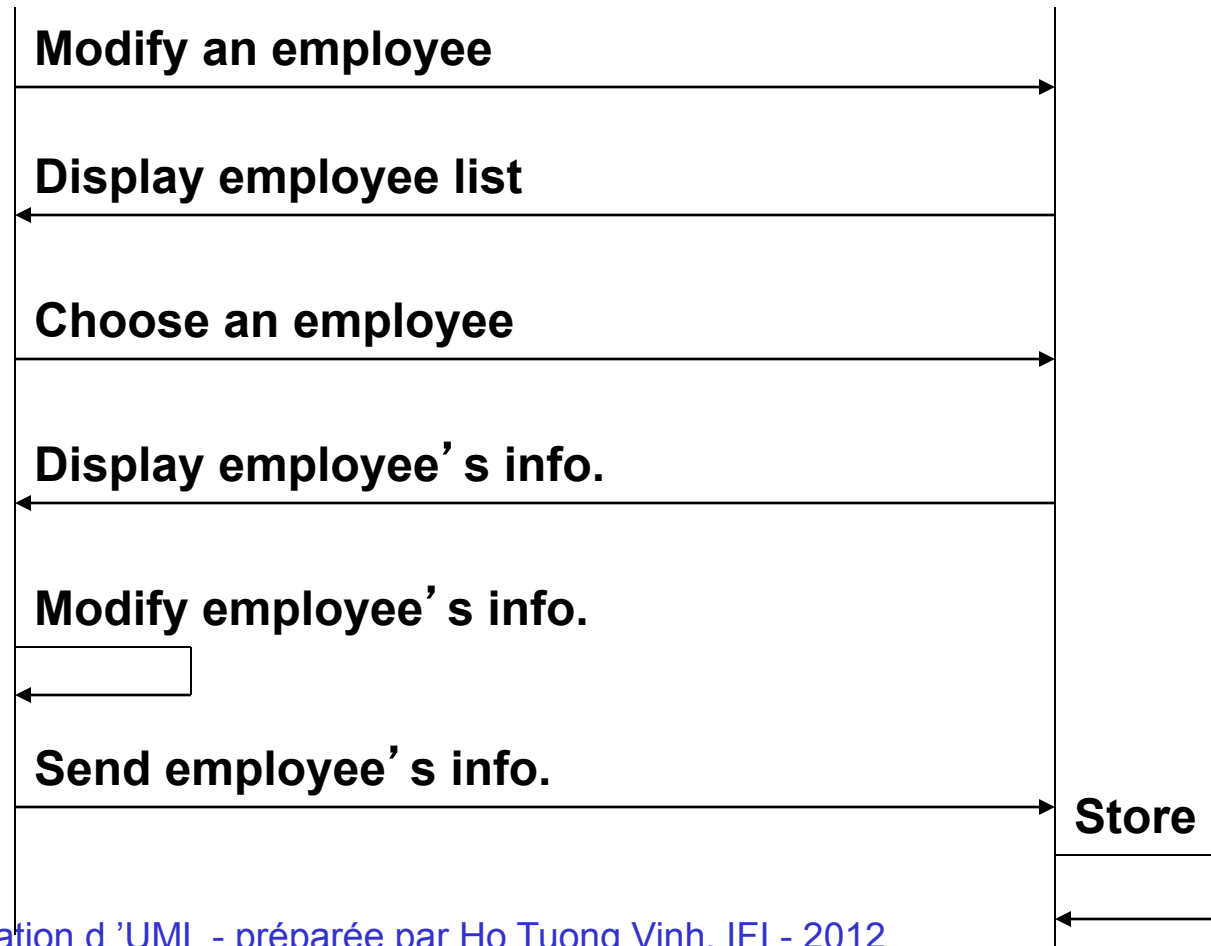 Modify an employee
Display employee list
Choose an employee
Display employee’s info.
Modify employee’s info.
Send employee’s info.
Store
ation d ’UML - préparée par Ho Tuong Vinh, IFI - 2012